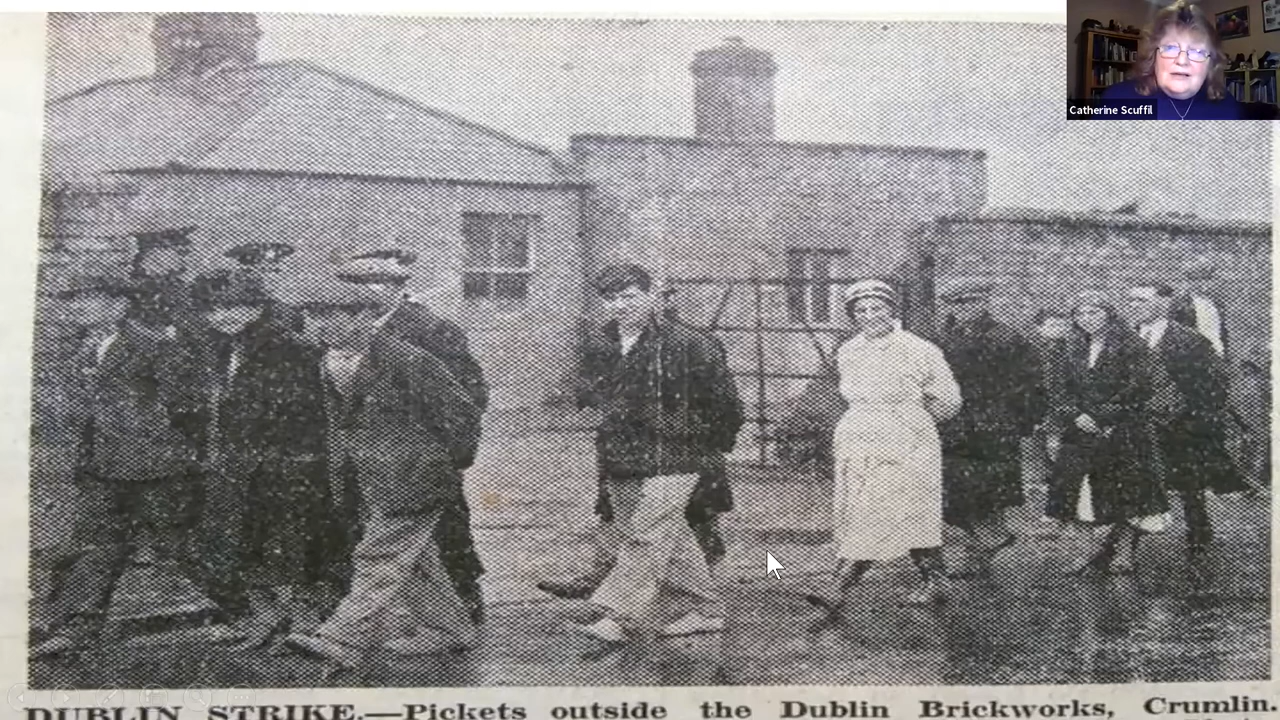 Catherine Scuffil
DUBLIN STRIKE.—Pickets outside the Dublin Brickworks, Crumlin.